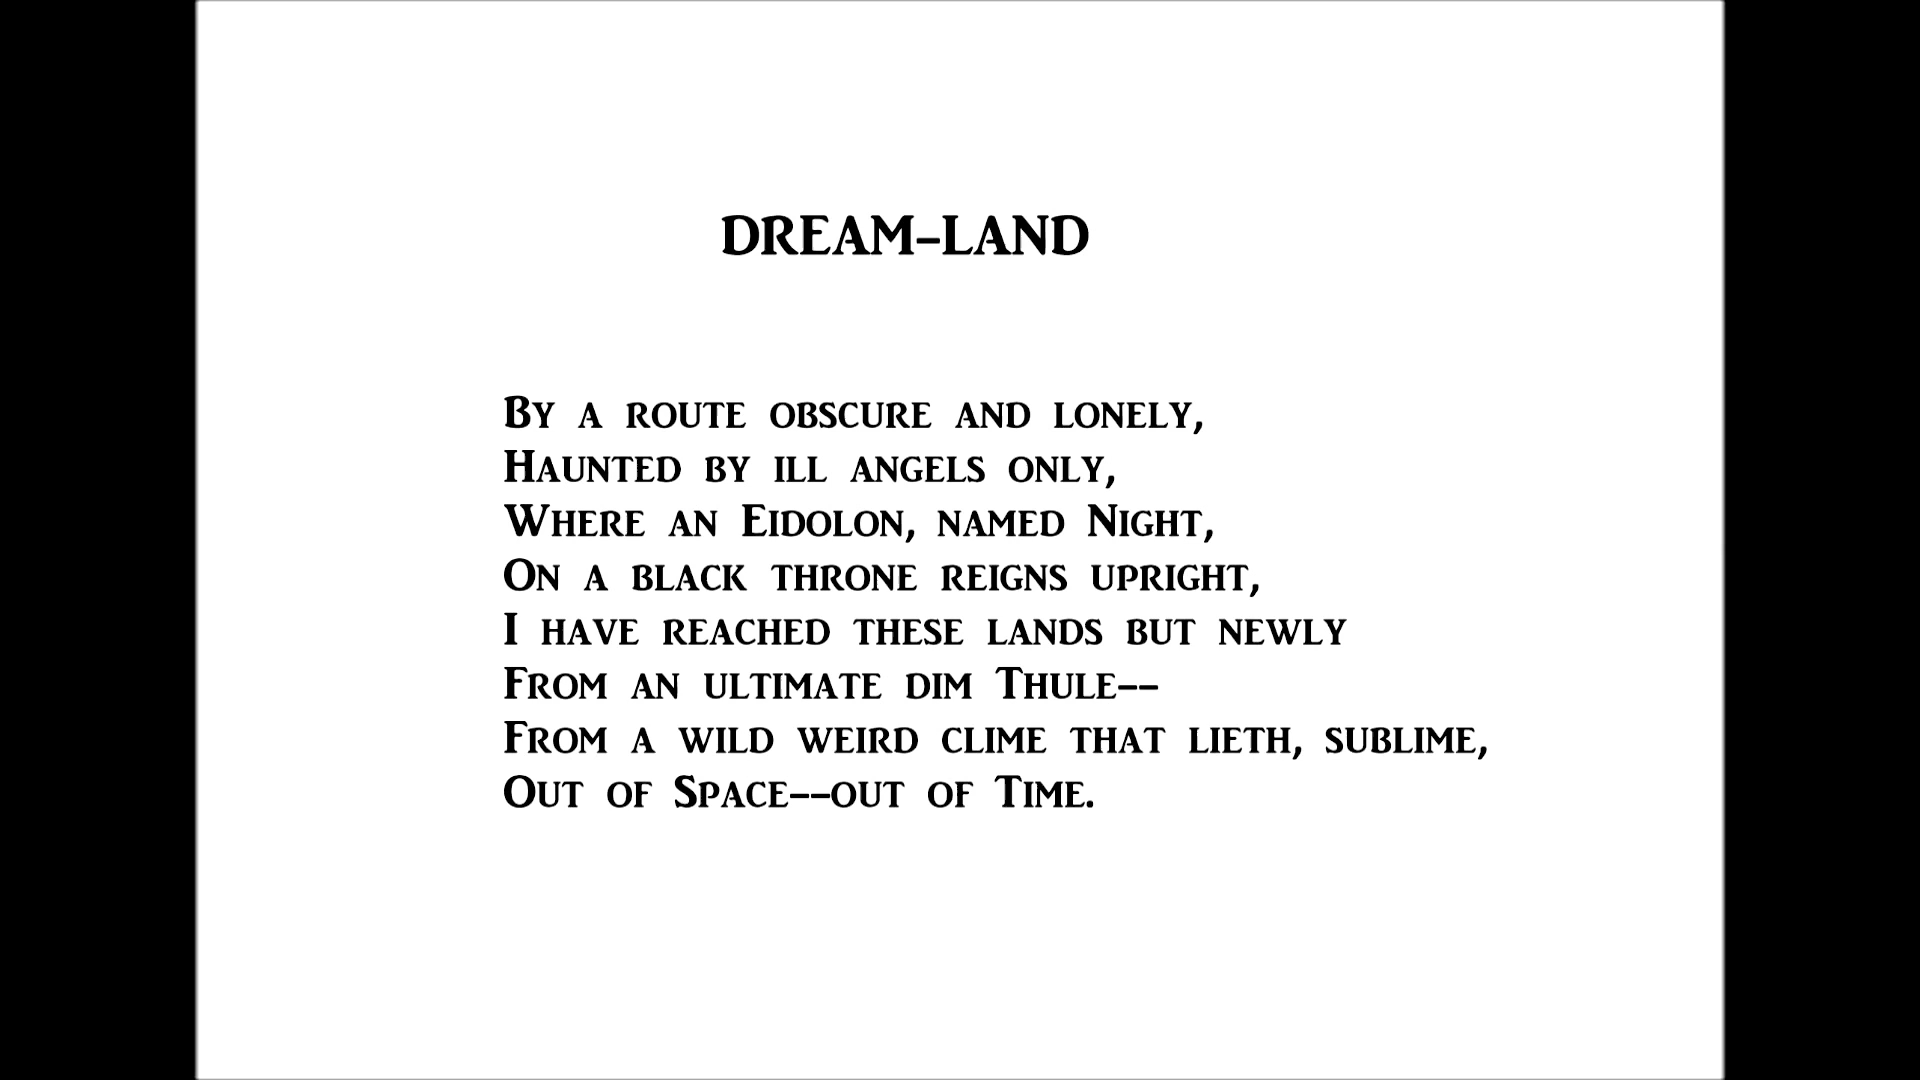 DREAM-LAND
By a route obscure and lonely,
Haunted by ill angels only,
Where an Eidolon, named Night,
On a black throne reigns upright,
I have reached these lands but newly
From an ultimate dim Thule--
From a wild weird clime that lieth, sublime,
Out of Space--out of Time.